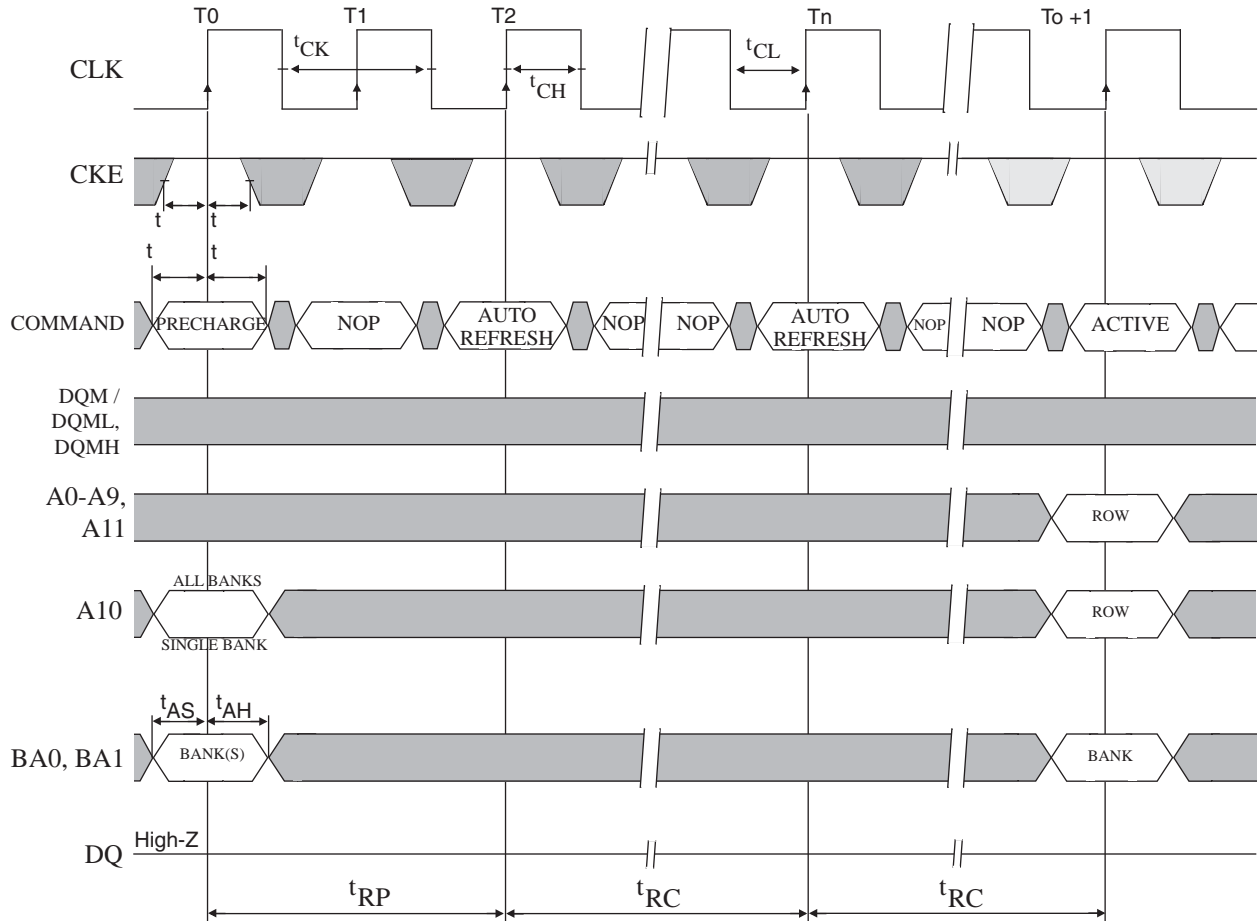 T0 T1 T2 Tn To +1
CLK
tCK
tCH
tCL
CKE
t t
t t
COMMAND
PRECHARGE NOP AUTO REFRESH NOP NOP AUTO REFRESH NOP NOP ACTIVE
DQM /
DQML,
DQMH
A0-A9,
A11
ROW
ALL BANKS
A10
ROW
SINGLE BANK
tAS tAH
BA0, BA1
BANK(S) BANK
High-Z
DQ
tRP tRC tRC